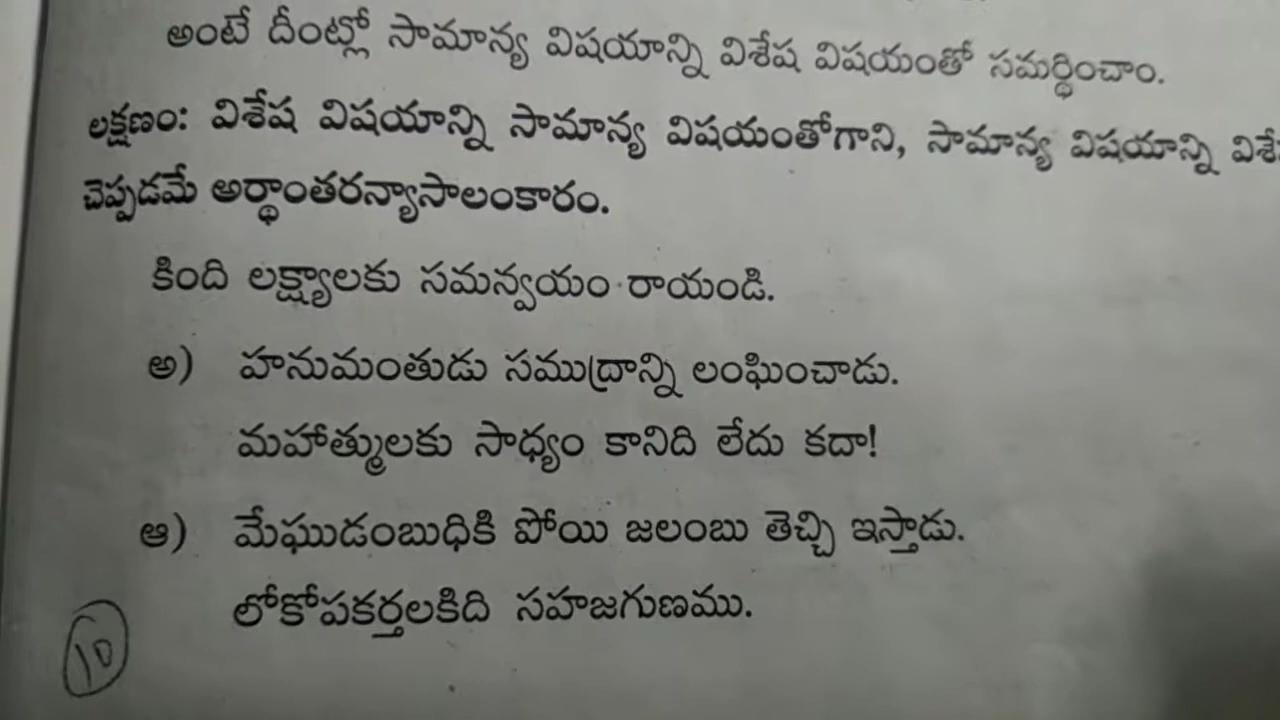 అంటే దీంట్లో సామాన్య విషయాన్ని విశేష విషయంతో సమర్థించాం.
లక్షణం: విశేష విషయాన్ని సామాన్య విషయంతోగాని, సామాన్య విషయాన్ని
చెప్పడమే అర్థాంతరన్యాసాలంకారం.
కింది లక్ష్యాలకు సమన్వయం రాయండి.
అ) హనుమంతుడు సముద్రాన్ని లంఘించాడు.
మహాత్ములకు సాధ్యం కానిది లేదు కదా!
ఆ) మేఘుడంబుధికి పోయి జలంబు తెచ్చి ఇస్తాడు.
లోకోపకర్తలకిది సహజగుణము.
10